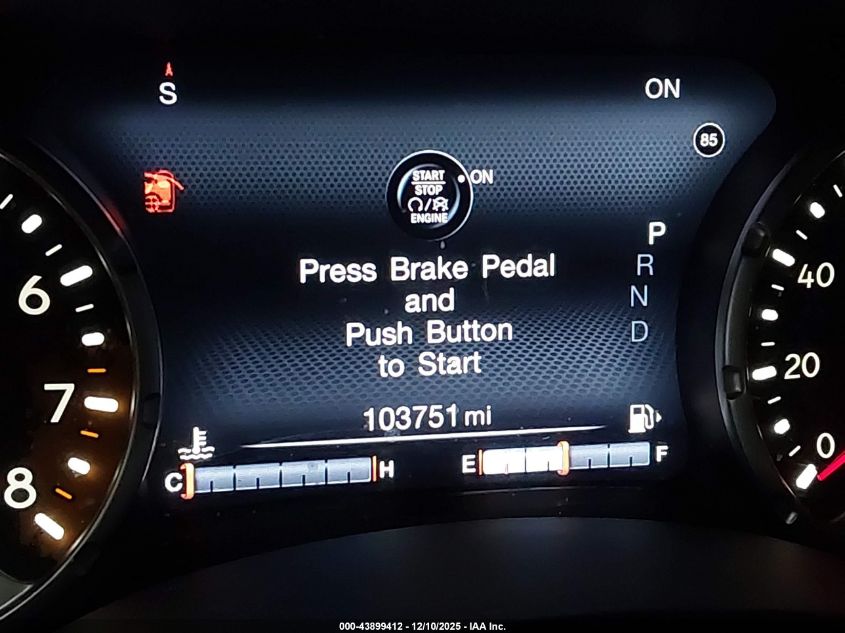 S
ON
85
START
STOP
ENGINE
ON
Press Brake Pedal
and
Push Button
to Start
P
R
N
D
103751 mi
C
H
E
F
6
7
8
40
20
0
000-43899412 - 12/10/2025 - IAA Inc.